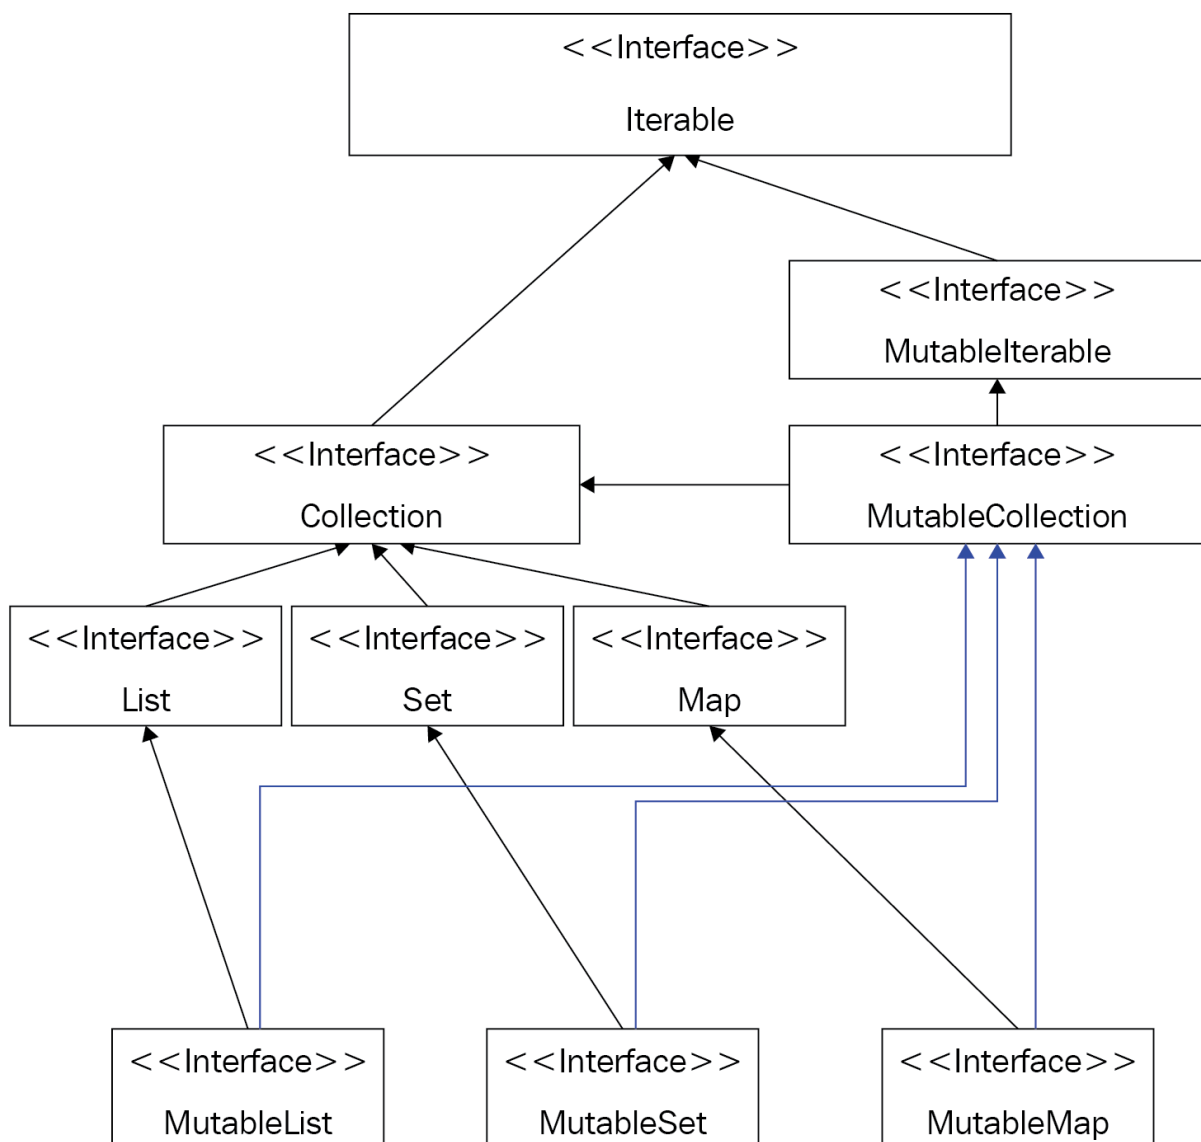 <<Interface>>
Iterable
<<Interface>>
MutableIterable
<<Interface>>
Collection
<<Interface>>
MutableCollection
<<Interface>>
List
<<Interface>>
Set
<<Interface>>
Map
<<Interface>>
MutableList
<<Interface>>
MutableSet
<<Interface>>
MutableMap